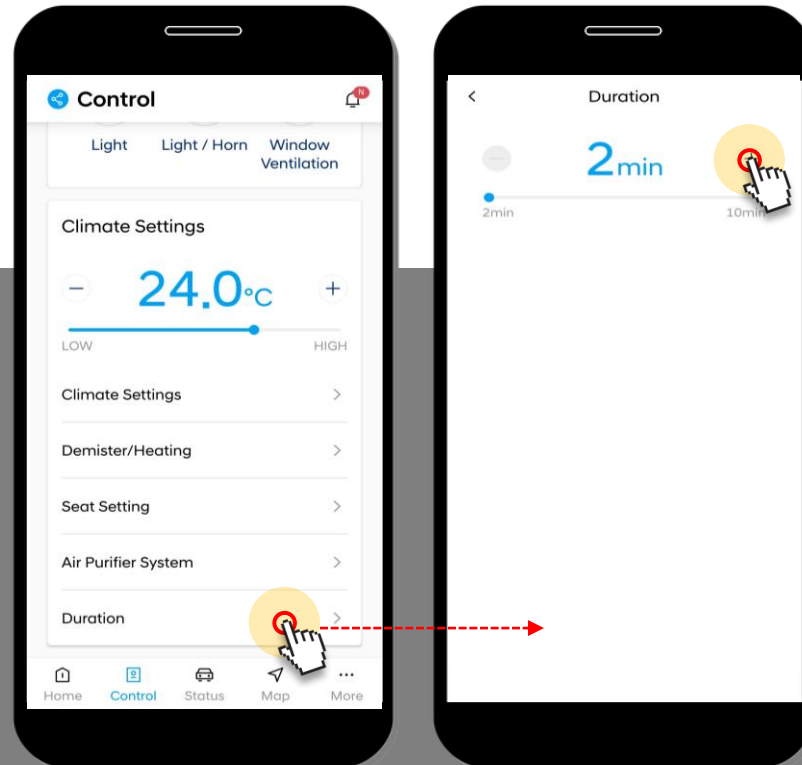 Control
N
Light Light / Horn Window
Ventilation
Climate Settings
− 24.0°C +
LOW HIGH
Climate Settings
Demister/Heating
Seat Setting
Air Purifier System
Duration
Home Control Status Map More
Duration
2min
2min 10min